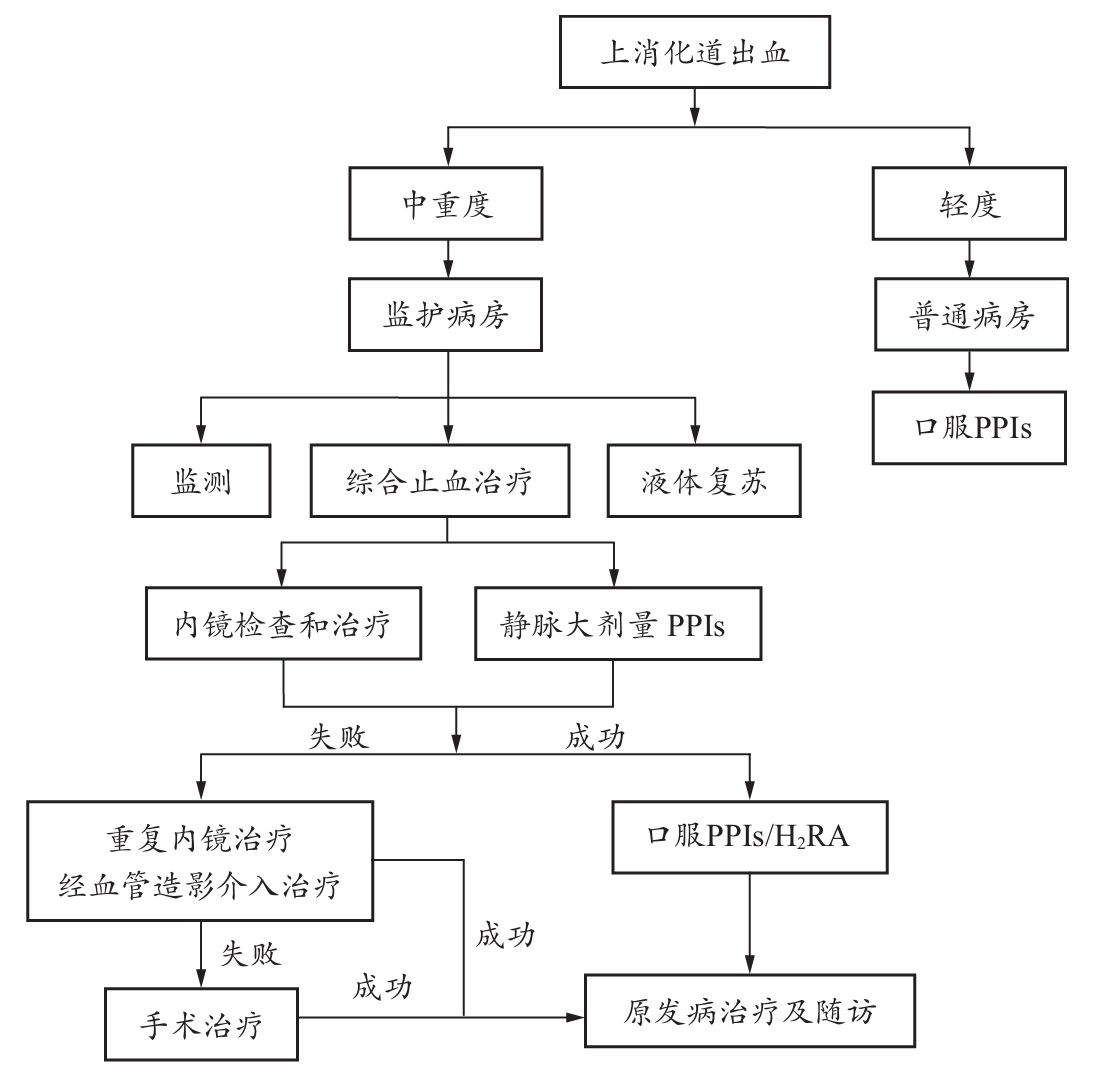 上消化道出血
中重度
轻度
监护病房
普通病房
口服PPIs
监测
综合止血治疗
液体复苏
内镜检查和治疗
静脉大剂量 PPIs
失败
成功
重复内镜治疗
经血管造影介入治疗
口服PPIs/H₂RA
失败
成功
成功
手术治疗
原发病治疗及随访